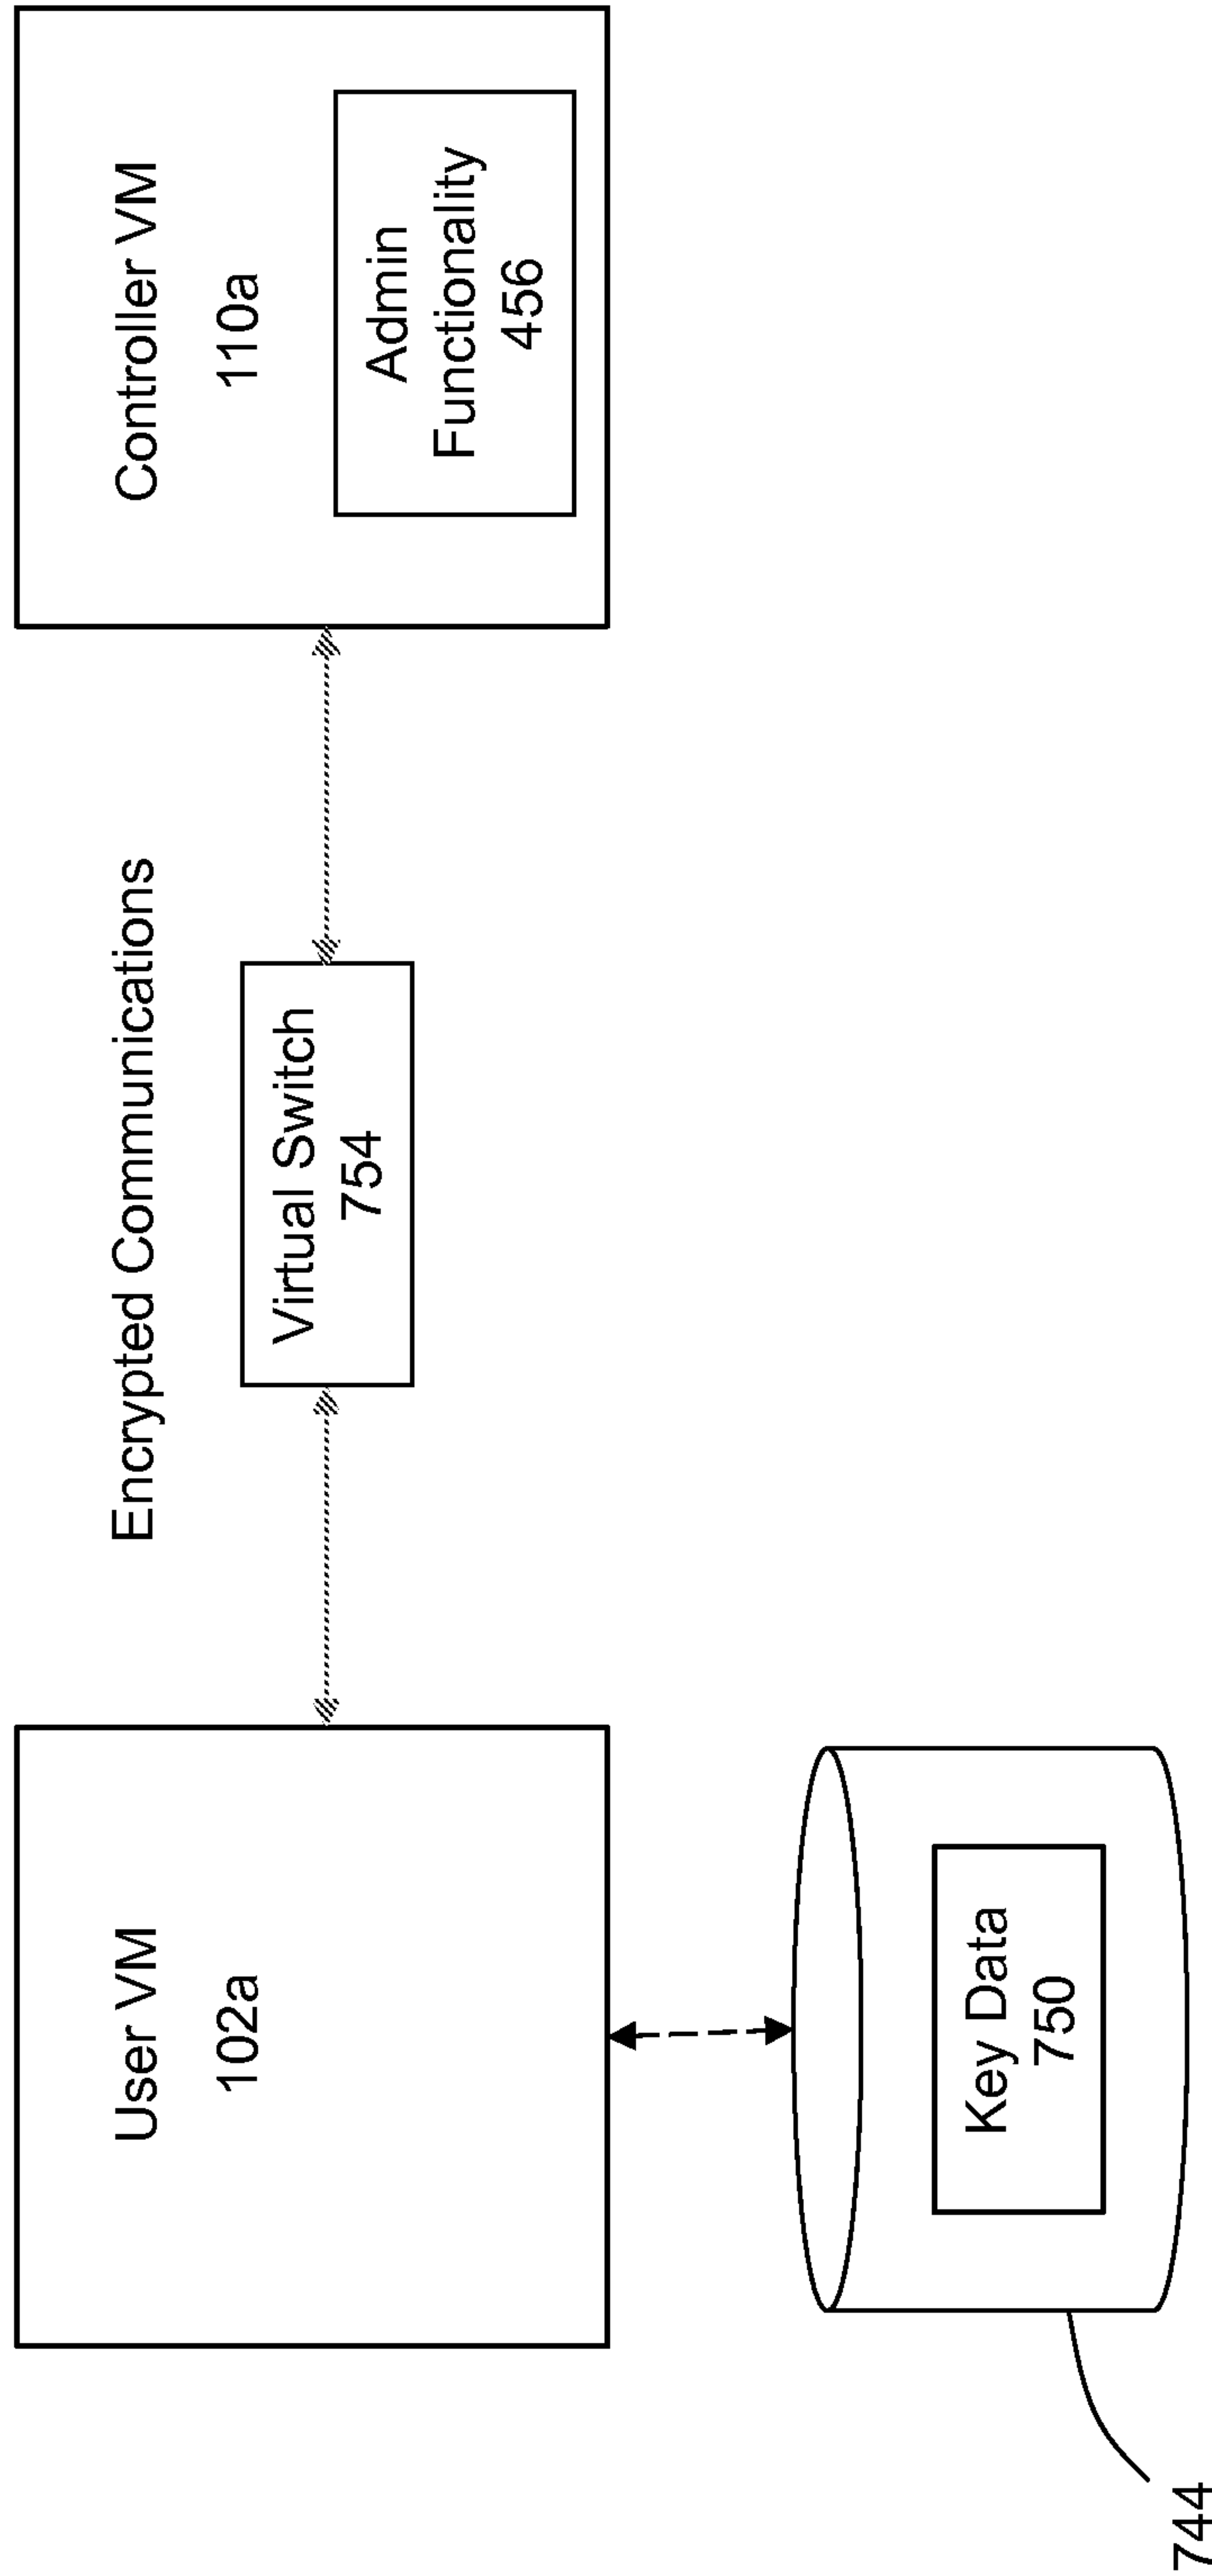 Encrypted Communications
User VM
102a
Virtual Switch
754
Controller VM
110a
Admin
Functionality
456
Key Data
750
744